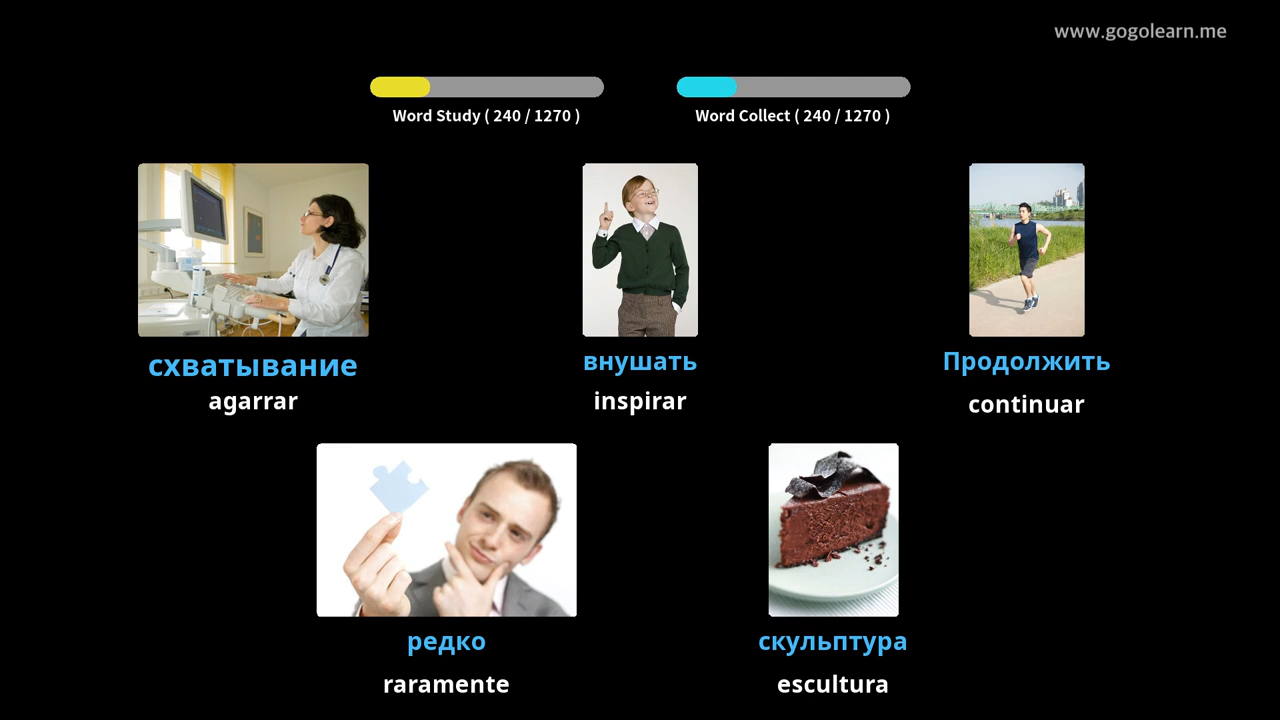 www.gogolearn.me
Word Study ( 240 / 1270 )
Word Collect ( 240 / 1270 )
схватывание
agarrar
внушать
inspirar
Продолжить
continuar
редко
raramente
скульптура
escultura